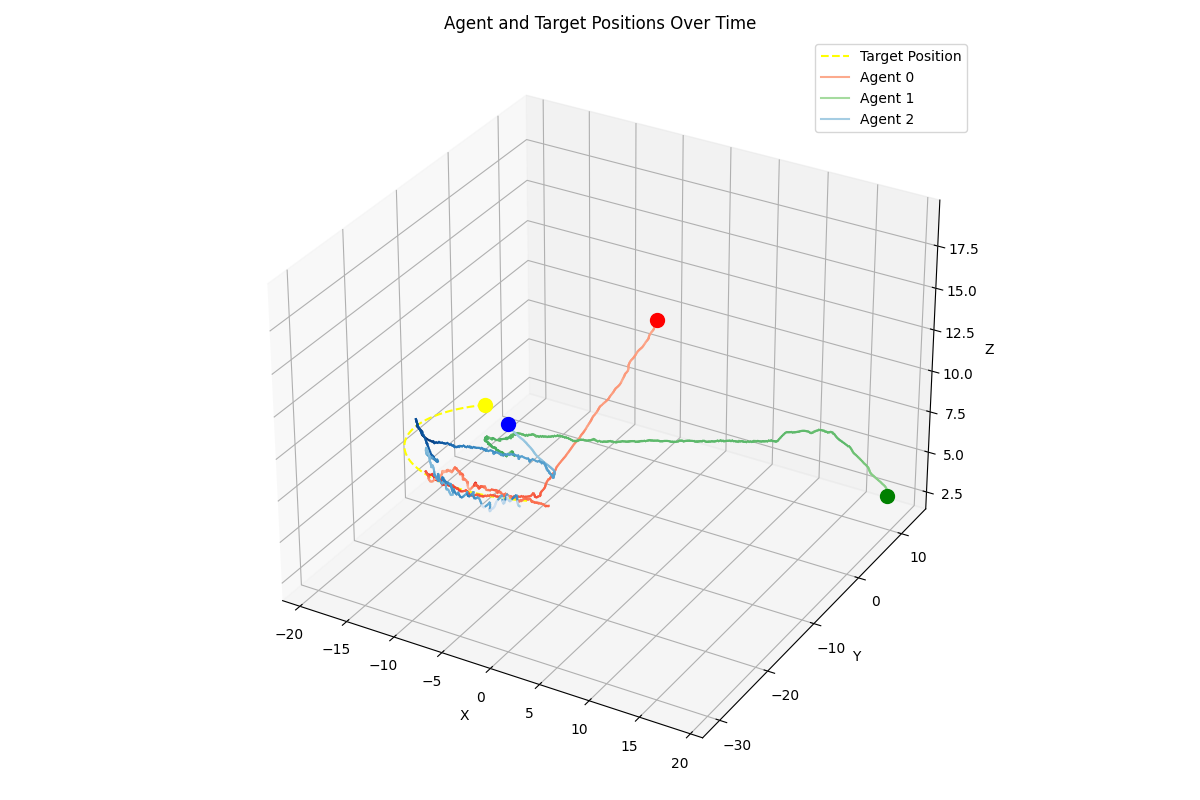 Agent and Target Positions Over Time
Target Position
Agent 0
Agent 1
Agent 2
17.5
15.0
12.5
10.0
7.5
5.0
2.5
Z
10
0
−10
−20
−30
Y
−20
−15
−10
−5
0
5
10
15
20
X